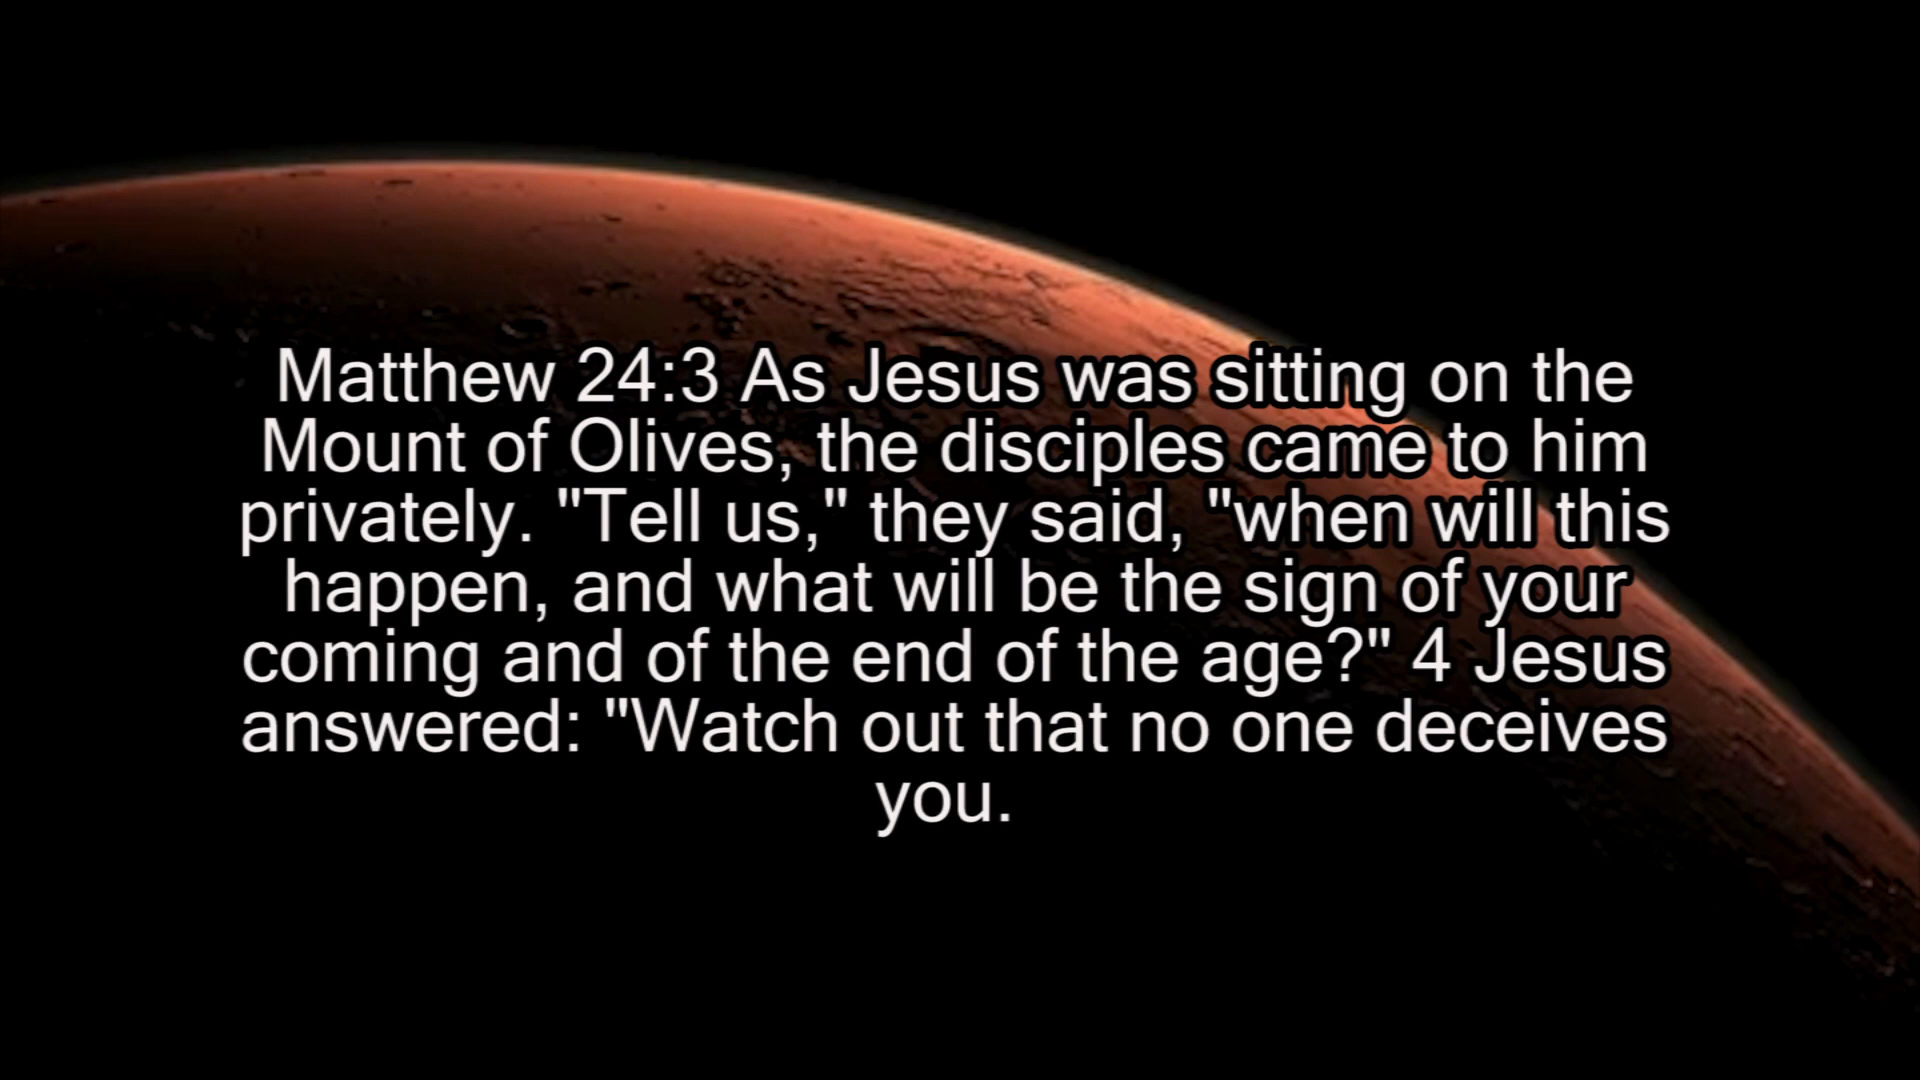 Matthew 24:3 As Jesus was sitting on the
Mount of Olives, the disciples came to him
privately. "Tell us," they said, "when will this
happen, and what will be the sign of your
coming and of the end of the age?" 4 Jesus
answered: "Watch out that no one deceives
you.